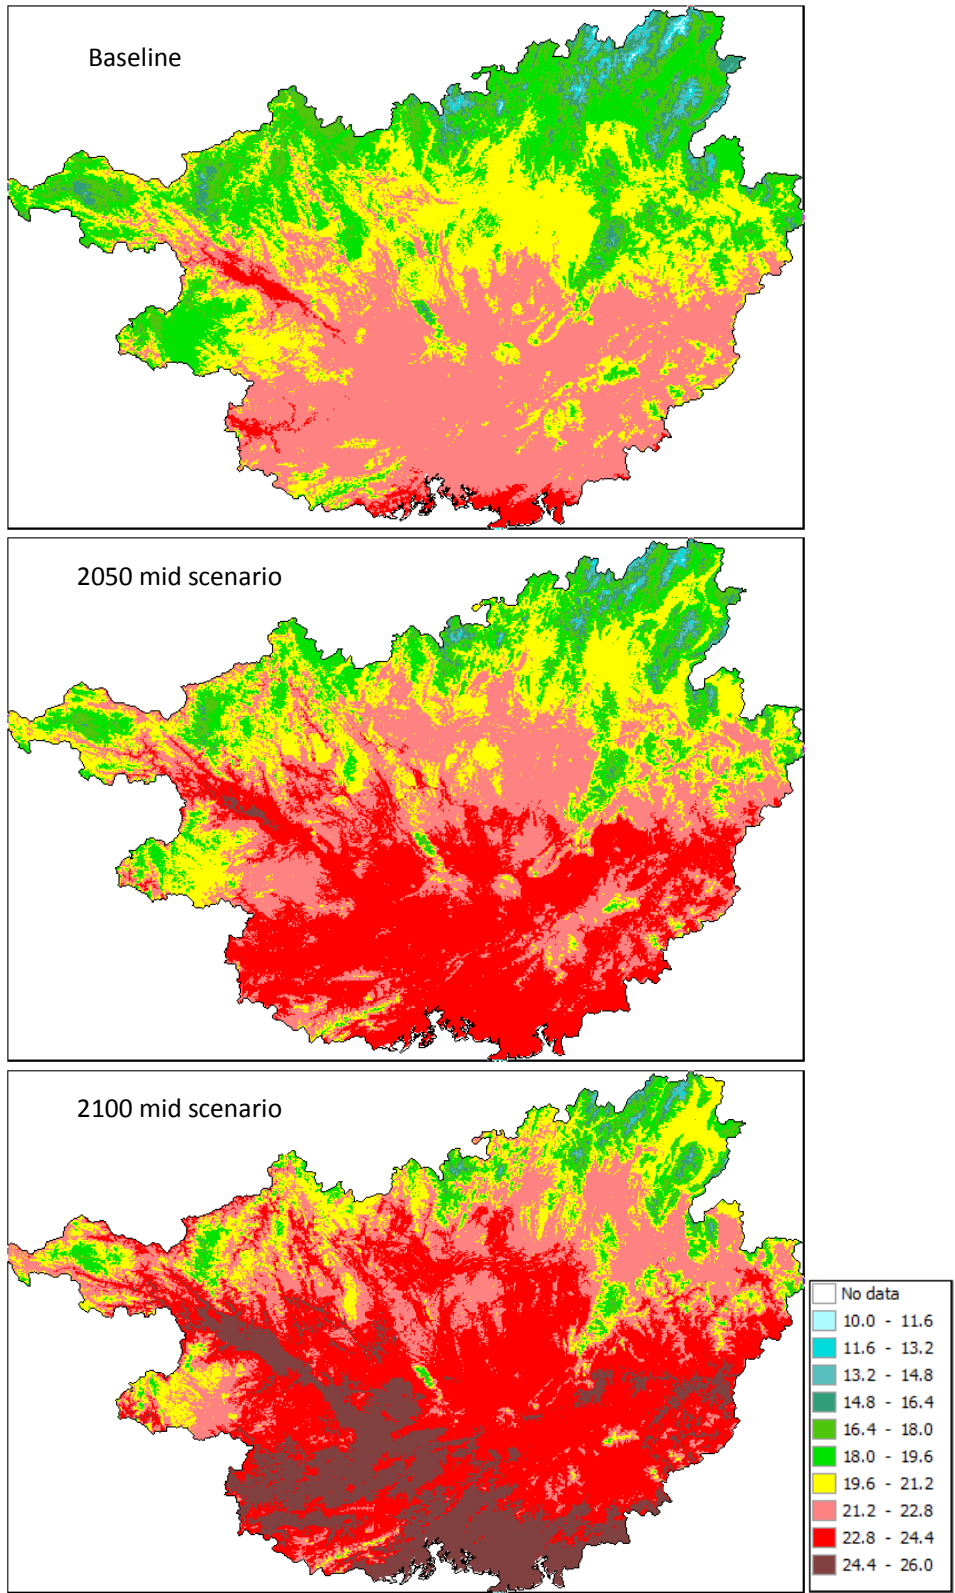 Baseline
2050 mid scenario
2100 mid scenario
No data
10.0 - 11.6
11.6 - 13.2
13.2 - 14.8
14.8 - 16.4
16.4 - 18.0
18.0 - 19.6
19.6 - 21.2
21.2 - 22.8
22.8 - 24.4
24.4 - 26.0